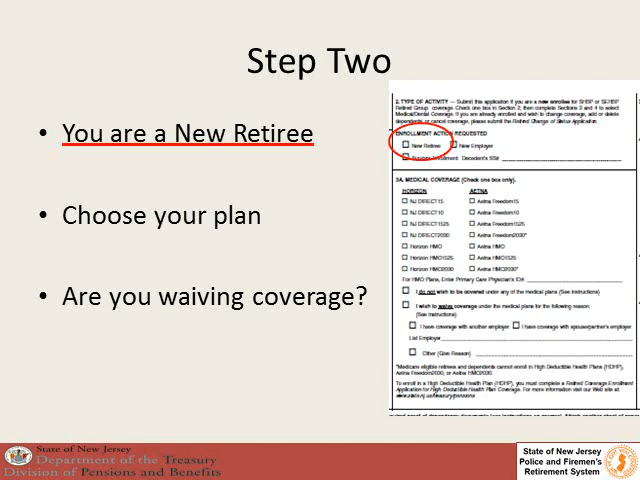 Step Two
• You are a New Retiree
• Choose your plan
• Are you waiving coverage?
2. TYPE OF ACTIVITY — Submit this application if you are a new enrollee for SHBP or SEHBP
Retired Group coverage. Check one box in Section 2; then complete Sections 3 and 4 to select
Medical/Dental Coverage. If you are already enrolled and wish to change coverage, add or delete
dependents, or cancel coverage, please submit the Retired Change of Status Application.
ENROLLMENT ACTION REQUESTED
New Retiree New Employer
Enrollment Decedent's SS#
3A. MEDICAL COVERAGE (Check one box only)
HORIZON AETNA
NJ DIRECT15 Aetna Freedom15
NJ DIRECT10 Aetna Freedom10
NJ DIRECT1525 Aetna Freedom1525
NJ DIRECT2030 Aetna Freedom2030*
Horizon HMO Aetna HMO
Horizon HMO1525 Aetna HMO1525
Horizon HMO2030 Aetna HMO2030*
For HMO Plans, Enter Primary Care Physician's ID#
I do not wish to be covered under any of the medical plans (See instructions)
I wish to waive coverage under the medical plans for the following reason:
(See instructions)
I have coverage with another employer I have coverage with spouse/partner's employer
List Employer
Other (Give Reason)
*Medicare eligible retirees and dependents cannot enroll in High Deductible Health Plans (HDHP),
Aetna Freedom2030, or Aetna HMO2030.
To enroll in a High Deductible Health Plan (HDHP), you must complete a Retired Coverage Enrollment
Application for High Deductible Health Plan. For more information visit our Web site at:
www.state.nj.us/treasury/pensions
State of New Jersey
Department of the Treasury
Division of Pensions and Benefits
State of New Jersey
Police and Firemen's
Retirement System